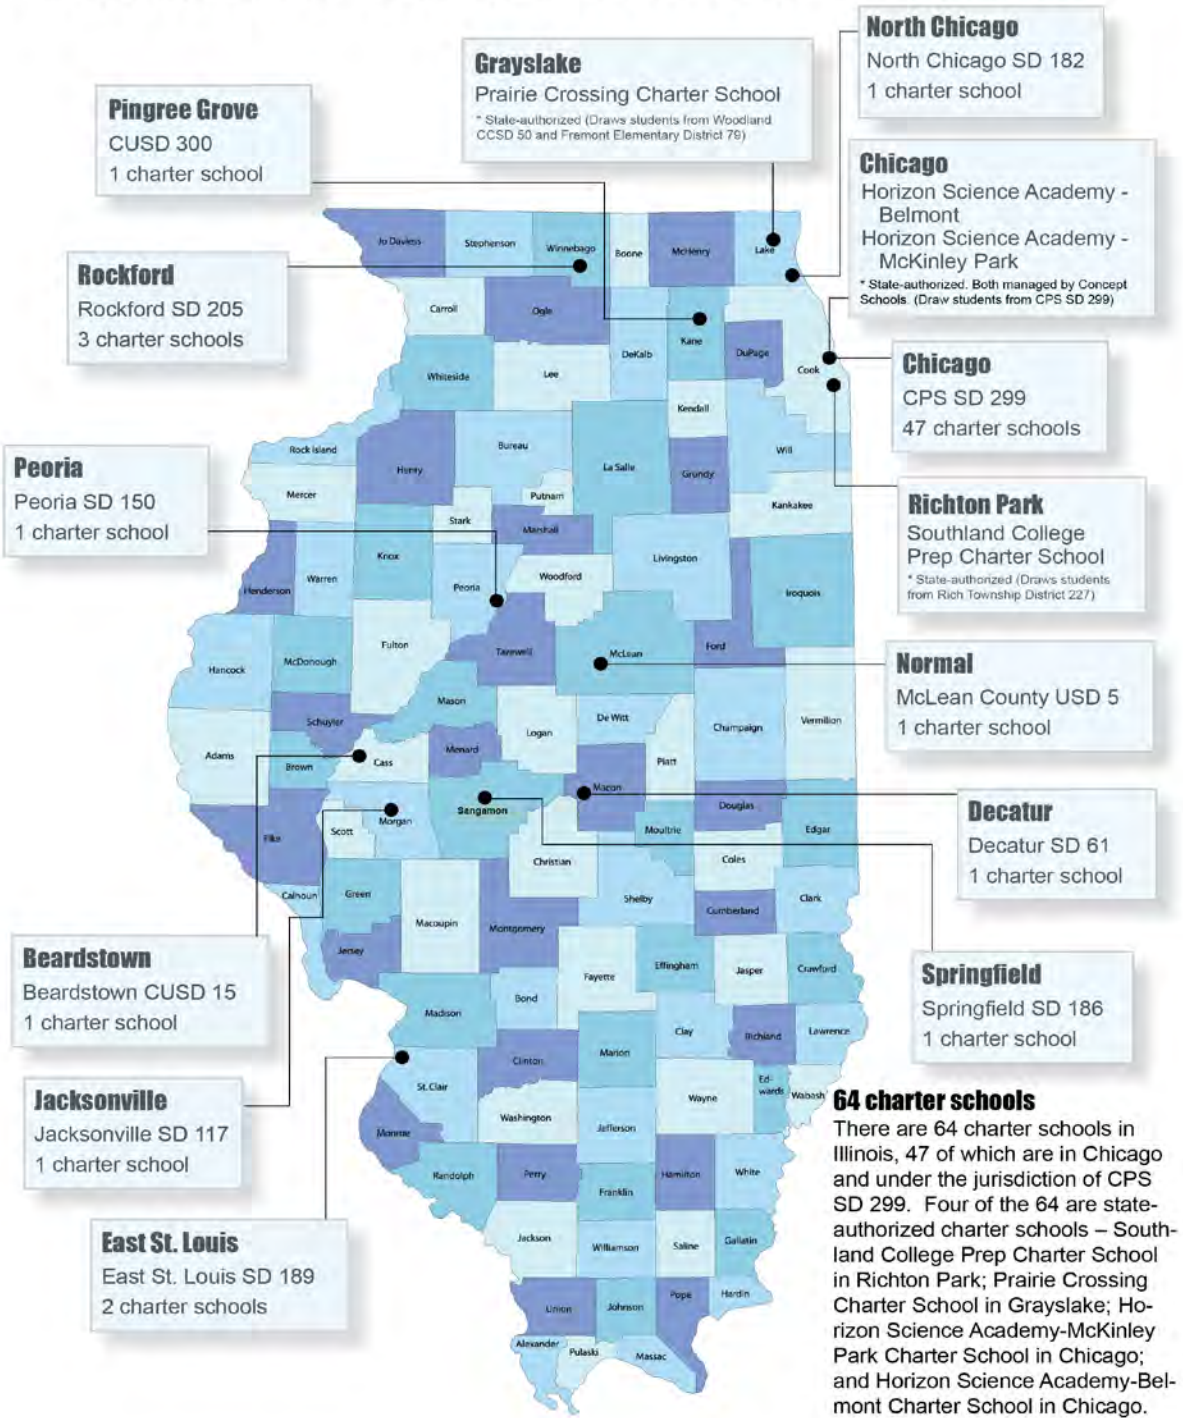 North Chicago
North Chicago SD 182
1 charter school
Grayslake
Prairie Crossing Charter School
* State-authorized (Draws students from Woodland
CCSD 50 and Fremont Elementary District 79)
Pingree Grove
CUSD 300
1 charter school
Chicago
Horizon Science Academy -
Belmont
Horizon Science Academy -
McKinley Park
* State-authorized. Both managed by Concept
Schools. (Draw students from CPS SD 299)
Rockford
Rockford SD 205
3 charter schools
Chicago
CPS SD 299
47 charter schools
Peoria
Peoria SD 150
1 charter school
Richton Park
Southland College
Prep Charter School
* State-authorized (Draws students
from Rich Township District 227)
Normal
McLean County USD 5
1 charter school
Decatur
Decatur SD 61
1 charter school
Beardstown
Beardstown CUSD 15
1 charter school
Springfield
Springfield SD 186
1 charter school
Jacksonville
Jacksonville SD 117
1 charter school
East St. Louis
East St. Louis SD 189
2 charter schools
64 charter schools
There are 64 charter schools in
Illinois, 47 of which are in Chicago
and under the jurisdiction of CPS
SD 299. Four of the 64 are state-
authorized charter schools – South-
land College Prep Charter School
in Richton Park; Prairie Crossing
Charter School in Grayslake; Ho-
rizon Science Academy-McKinley
Park Charter School in Chicago;
and Horizon Science Academy-Bel-
mont Charter School in Chicago.
Jo Daviess
Stephenson
Winnebago
Boone
McHenry
Lake
Carroll
Ogle
DeKalb
Kane
DuPage
Cook
Whiteside
Lee
Kendall
Rock Island
Henry
Bureau
La Salle
Grundy
Will
Mercer
Putnam
Kankakee
Stark
Marshall
Knox
Livingston
Henderson
Warren
Peoria
Woodford
Iroquois
Fulton
Tazewell
McLean
Ford
Hancock
McDonough
Mason
Schuyler
Logan
De Witt
Champaign
Vermilion
Adams
Brown
Cass
Menard
Piatt
Macon
Pike
Scott
Morgan
Sangamon
Douglas
Moultrie
Edgar
Christian
Coles
Calhoun
Green
Shelby
Clark
Macoupin
Montgomery
Cumberland
Jersey
Fayette
Effingham
Jasper
Crawford
Madison
Bond
Clay
Richland
Lawrence
Clinton
Marion
St. Clair
Wayne
Ed-
wards
Wabash
Washington
Jefferson
Monroe
Randolph
Perry
Hamilton
White
Franklin
Jackson
Williamson
Saline
Gallatin
Union
Johnson
Pope
Hardin
Alexander
Pulaski
Massac